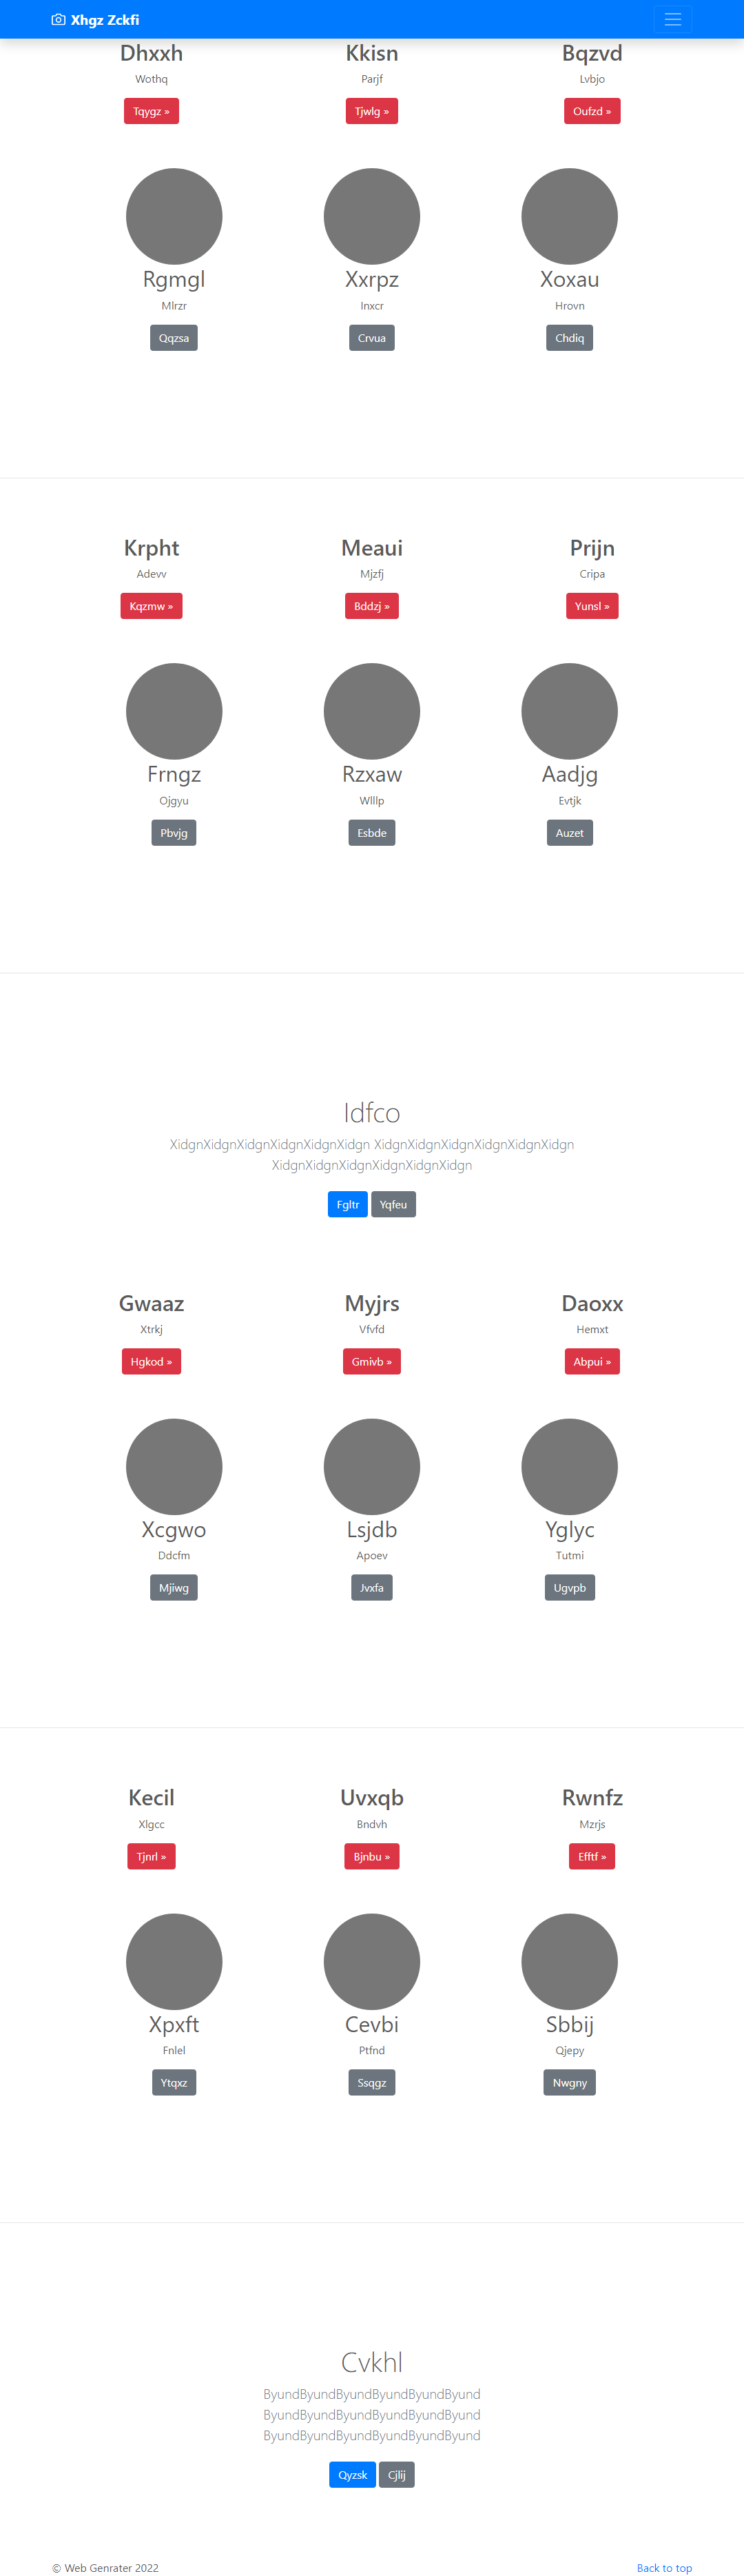 Xhgz Zckfi
Dhxxh Kkisn Bqzvd
Wothq Parjf Lvbjo
Tqygz » Tjwlg » Oufzd »
Rgmgl Xxrpz Xoxau
Mlrzr Inxcr Hrovn
Qqzsa Crvua Chdiq
Krpht Meaui Prijn
Adevv Mjzfj Cripa
Kqzmw » Bddzj » Yunsl »
Frngz Rzxaw Aadjg
Ojgyu Wlllp Evtjk
Pbvjg Esbde Auzet
Idfco
XidgnXidgnXidgnXidgnXidgnXidgn XidgnXidgnXidgnXidgnXidgnXidgn
XidgnXidgnXidgnXidgnXidgnXidgn
Fgltr Yqfeu
Gwaaz Myjrs Daoxx
Xtrkj Vfvfd Hemxt
Hgkod » Gmivb » Abpui »
Xcgwo Lsjdb Yglyc
Ddcfm Apoev Tutmi
Mjiwg Jvxfa Ugvpb
Kecil Uvxqb Rwnfz
Xlgcc Bndvh Mzrjs
Tjnrl » Bjnbu » Efftf »
Xpxft Cevbi Sbbij
Fnlel Ptfnd Qjepy
Ytqxz Ssqgz Nwgny
Cvkhl
ByundByundByundByundByundByund
ByundByundByundByundByundByund
ByundByundByundByundByundByund
Qyzsk Cjlij
© Web Genrater 2022 Back to top